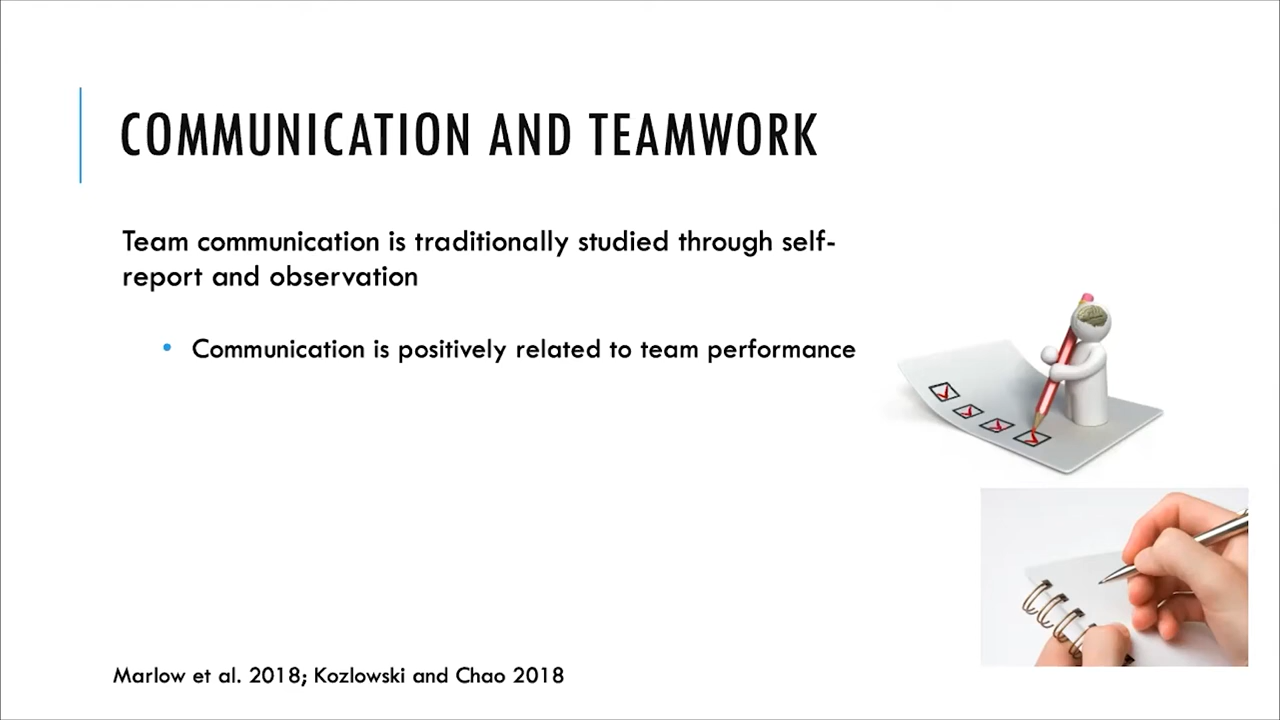 COMMUNICATION AND TEAMWORK
Team communication is traditionally studied through self-
report and observation
• Communication is positively related to team performance
Marlow et al. 2018; Kozlowski and Chao 2018